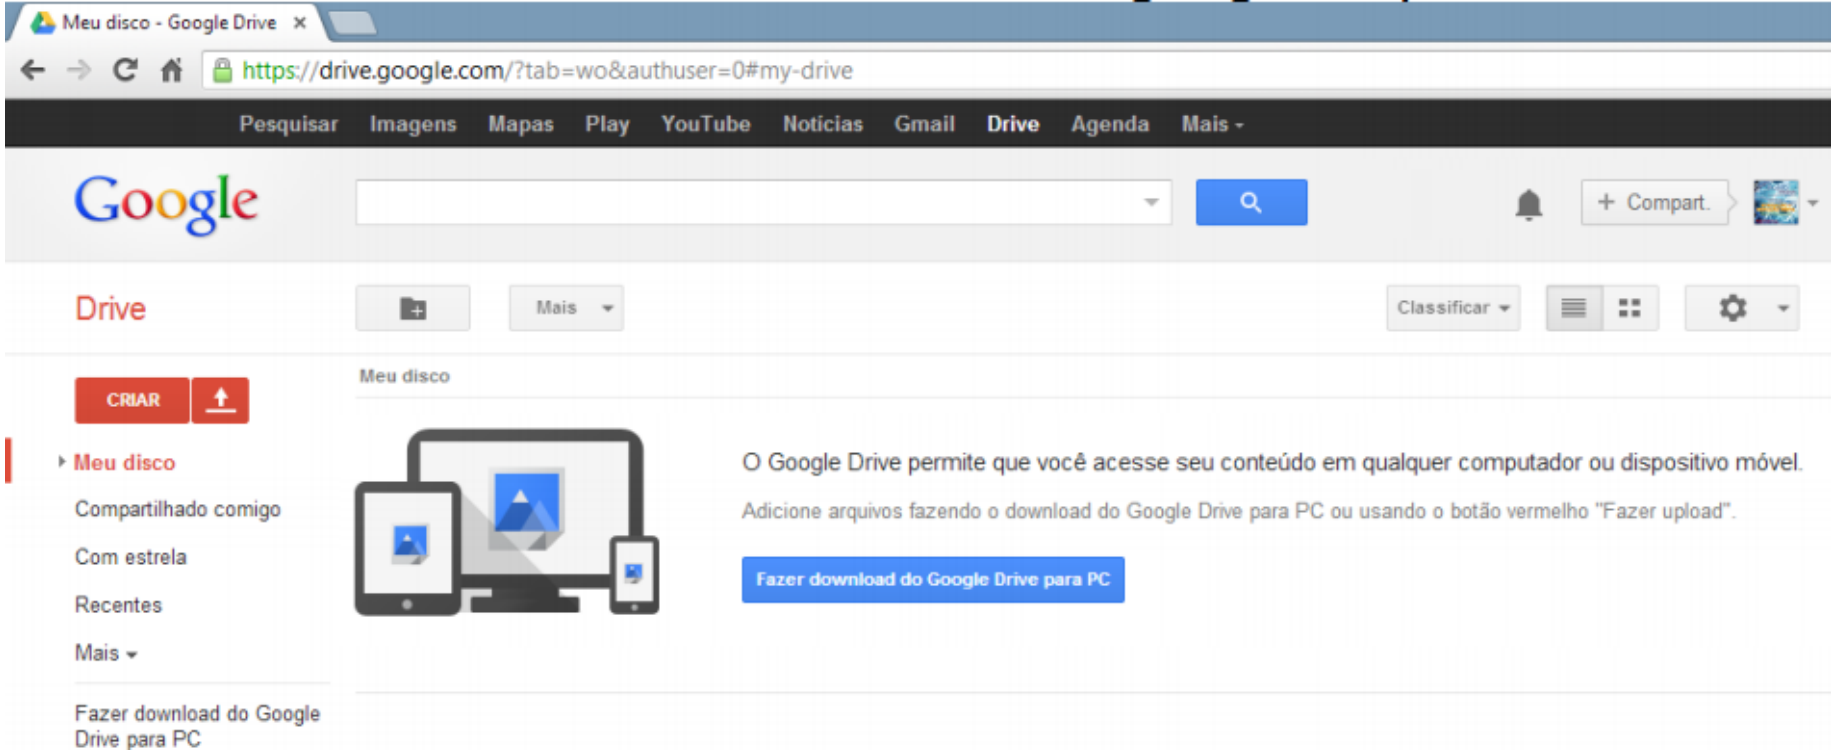 Meu disco - Google Drive
https://drive.google.com/?tab=wo&authuser=0#my-drive
Pesquisar Imagens Mapas Play YouTube Notícias Gmail Drive Agenda Mais
Google
+ Compart.
Drive
Mais
Classificar
CRIAR
Meu disco
Meu disco
Compartilhado comigo
Com estrela
Recentes
Mais
Fazer download do Google
Drive para PC
O Google Drive permite que você acesse seu conteúdo em qualquer computador ou dispositivo móvel.
Adicione arquivos fazendo o download do Google Drive para PC ou usando o botão vermelho "Fazer upload".
Fazer download do Google Drive para PC